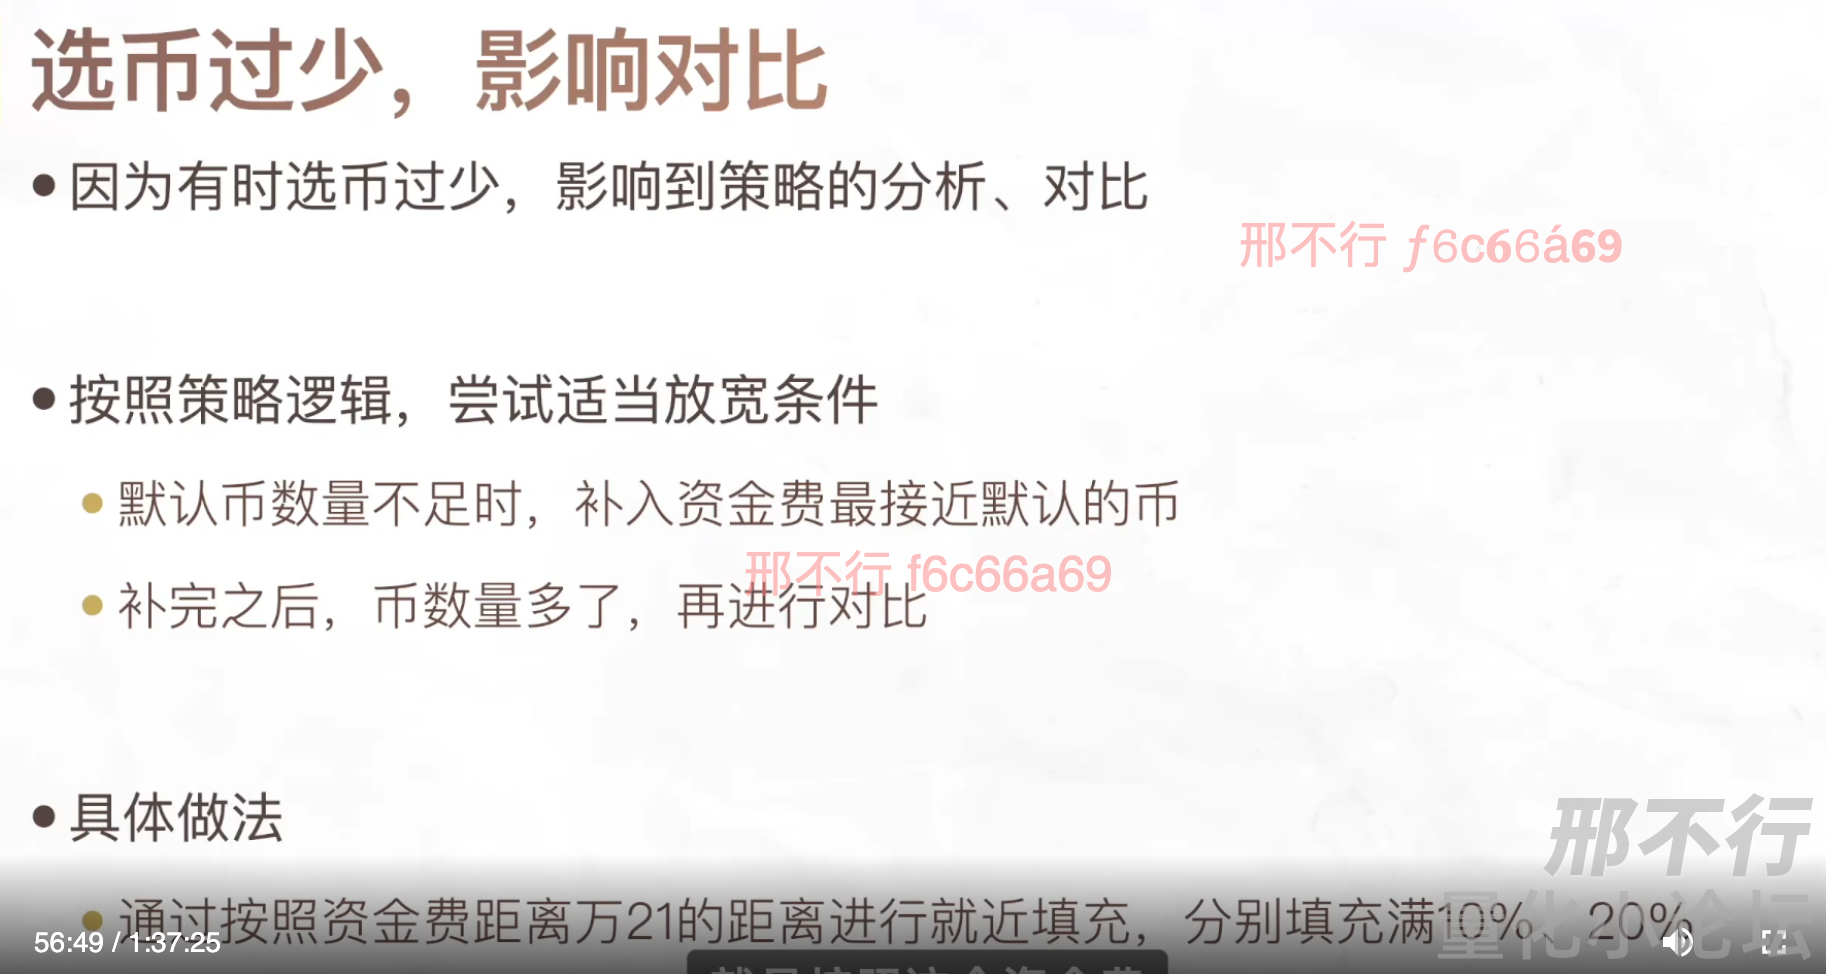 选币过少，影响对比
•因为有时选币过少，影响到策略的分析、对比
邢不行 ƒ6c66á69
•按照策略逻辑，尝试适当放宽条件
•默认币数量不足时，补入资金费最接近默认的币
邢不行 f6c66a69
•补完之后，币数量多了，再进行对比
•具体做法
邢不行
•通过按照资金费距离万21的距离进行就近填充，分别填充满10%、20%
量化小论坛
56:49 / 1:37:25